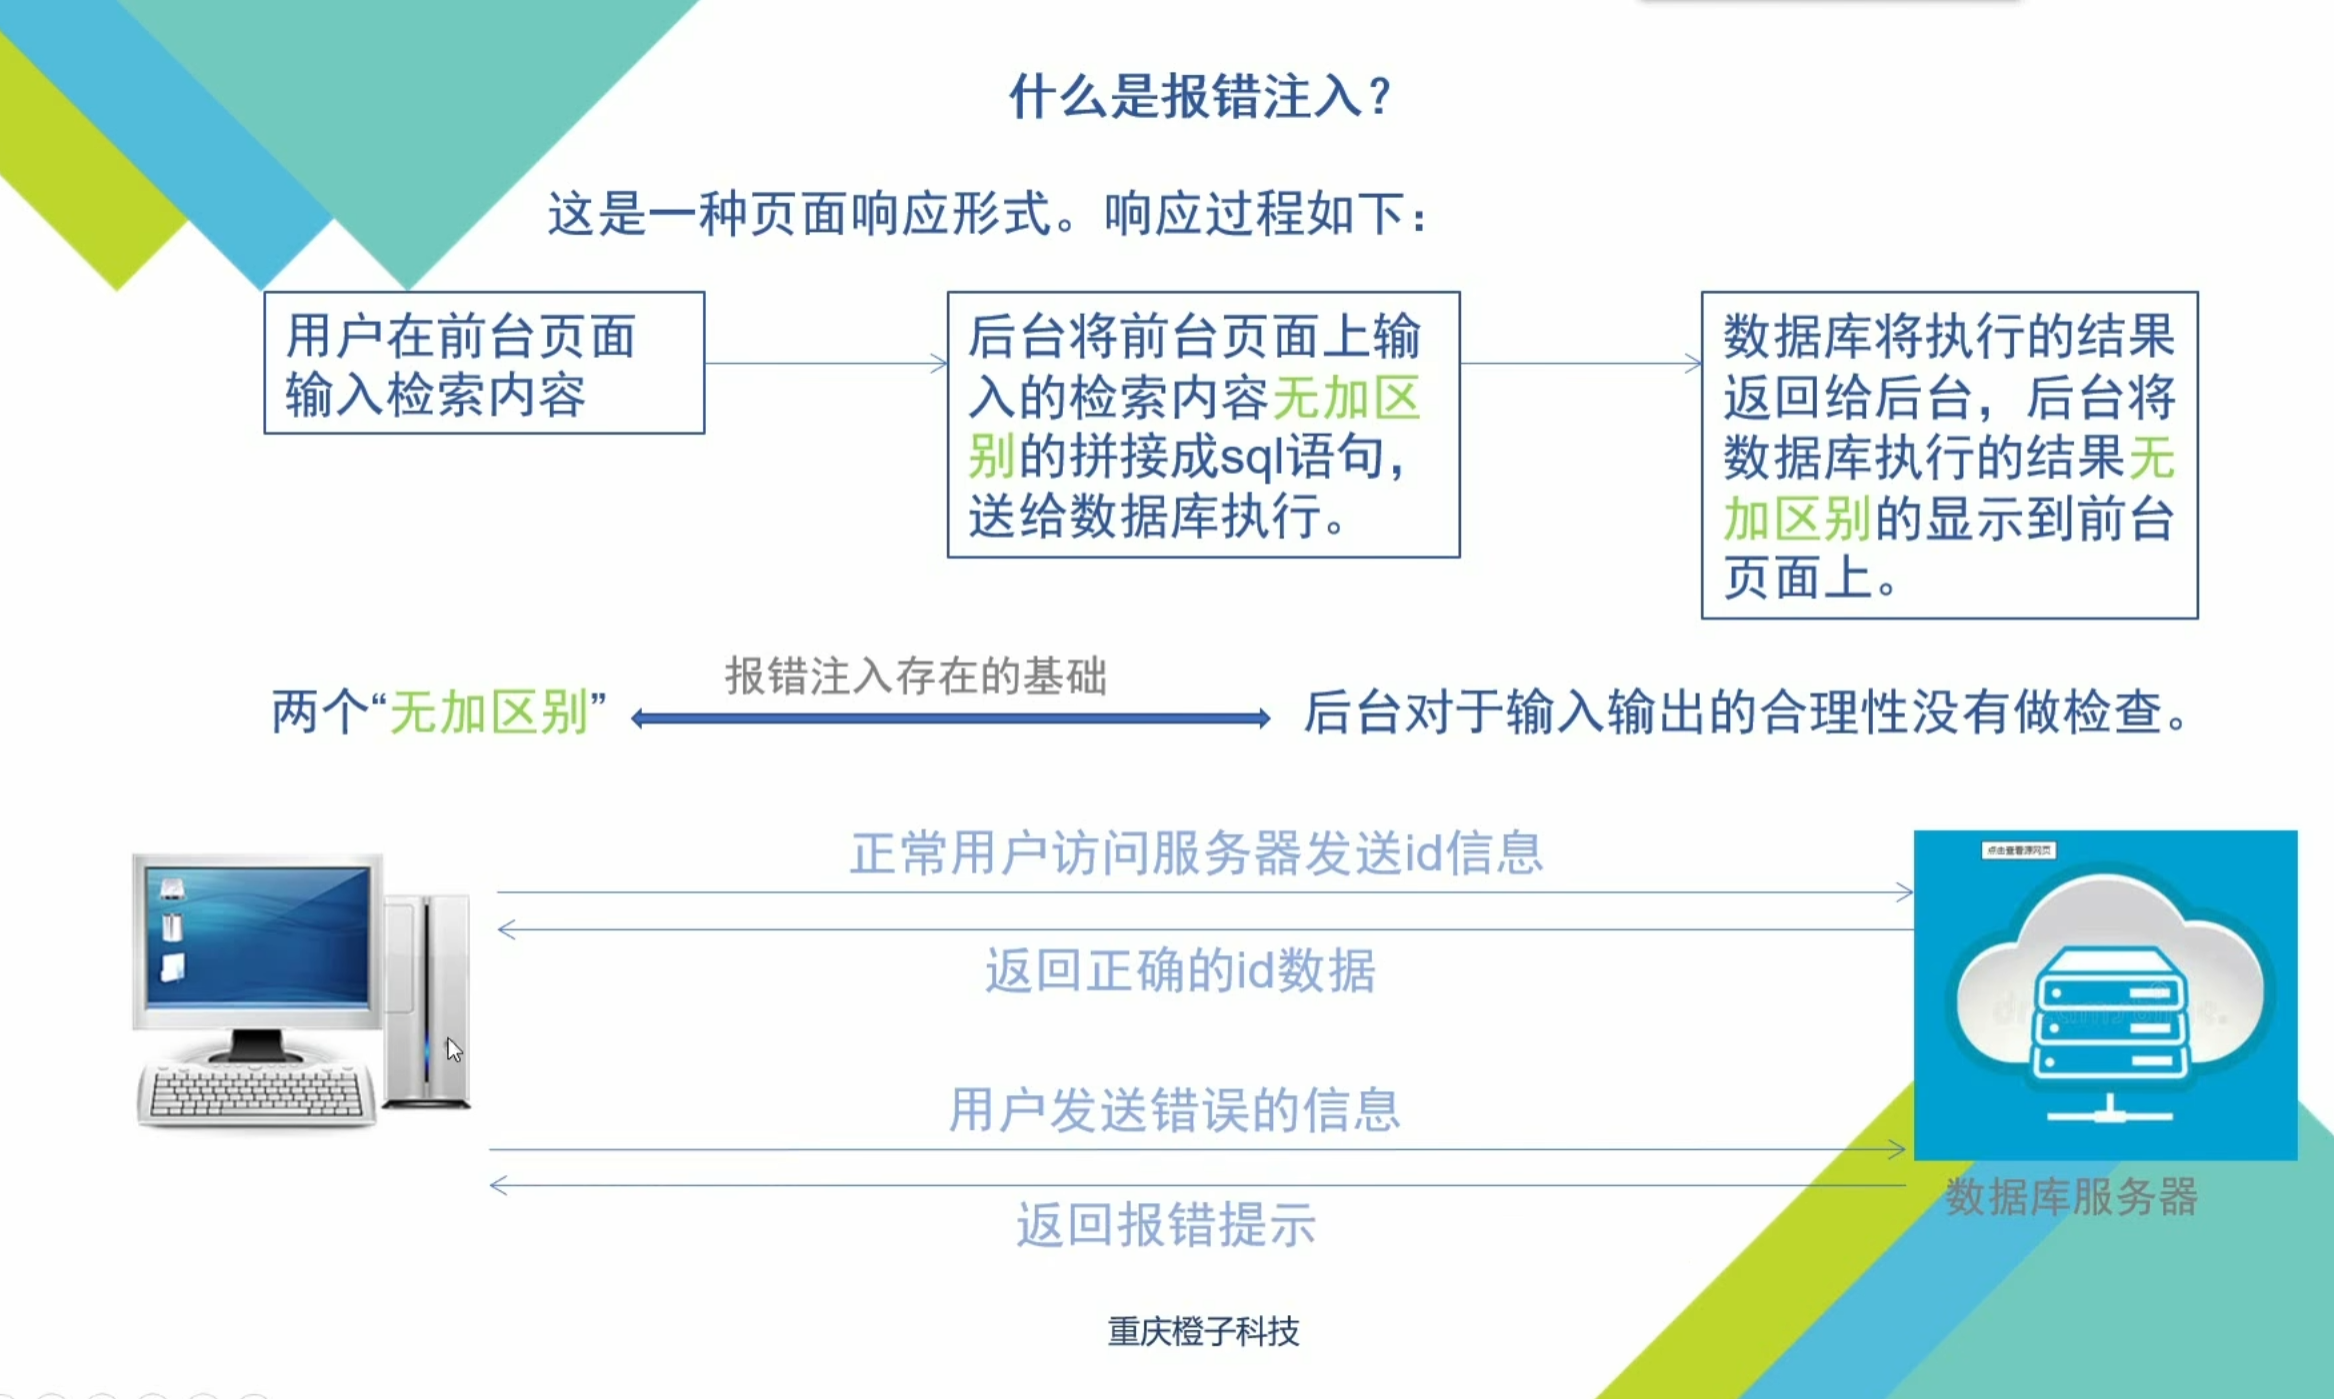 什么是报错注入？
这是一种页面响应形式。响应过程如下：
用户在前台页面
输入检索内容
后台将前台页面上输
入的检索内容无加区
别的拼接成sql语句，
送给数据库执行。
数据库将执行的结果
返回给后台，后台将
数据库执行的结果无
加区别的显示到前台
页面上。
报错注入存在的基础
两个“无加区别”
后台对于输入输出的合理性没有做检查。
正常用户访问服务器发送id信息
点击查看源网页
返回正确的id数据
用户发送错误的信息
数据库服务器
返回报错提示
重庆橙子科技